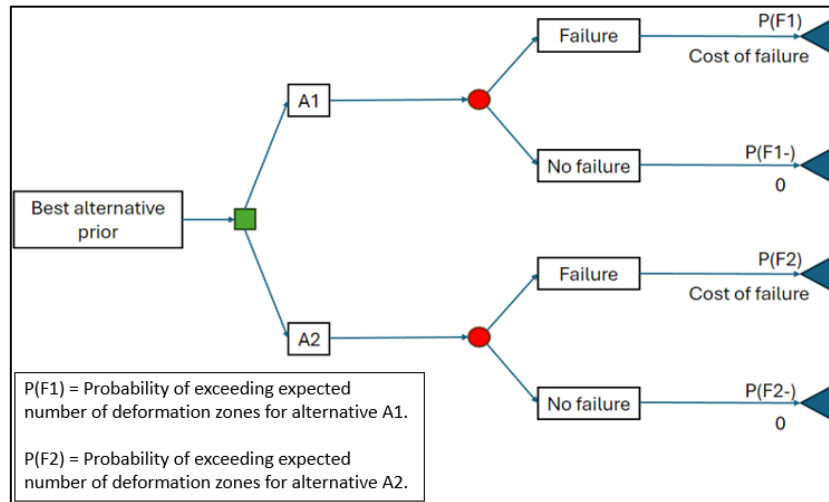 Failure
P(F1)
Cost of failure
A1
No failure
P(F1-)
0
Best alternative
prior
Failure
P(F2)
Cost of failure
A2
No failure
P(F2-)
0
P(F1) = Probability of exceeding expected
number of deformation zones for alternative A1.
P(F2) = Probability of exceeding expected
number of deformation zones for alternative A2.